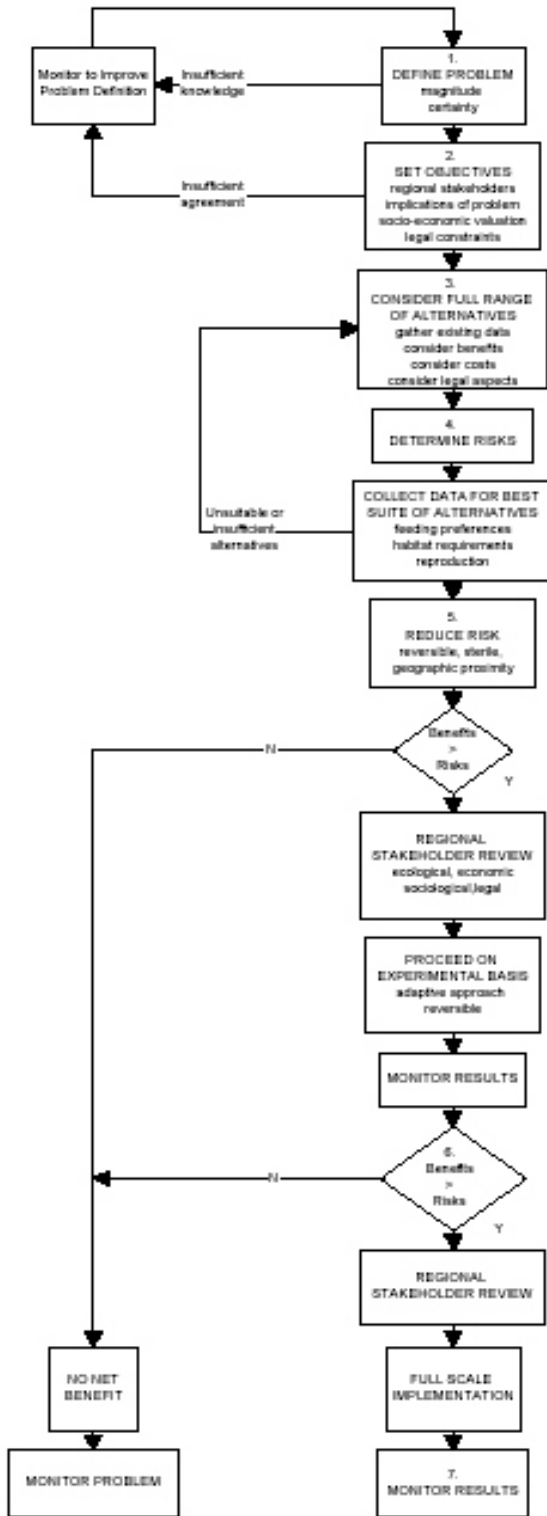 1.
DEFINE PROBLEM
magnitude
certainty
Monitor to Improve
Problem Definition
Insufficient
knowledge
2.
SET OBJECTIVES
regional stakeholders
implications of problem
socio-economic valuation
legal constraints
Insufficient
agreement
3.
CONSIDER FULL RANGE
OF ALTERNATIVES
gather existing data
consider benefits
consider costs
consider legal aspects
4.
DETERMINE RISKS
COLLECT DATA FOR BEST
SUITE OF ALTERNATIVES
feeding preferences
habitat requirements
reproduction
Unsuitable or
insufficient
alternatives
5.
REDUCE RISK
reversible, sterile,
geographic proximity
Benefits
>
Risks
N
Y
REGIONAL
STAKEHOLDER REVIEW
ecological, economic
sociological,legal
PROCEED ON
EXPERIMENTAL BASIS
adaptive approach
reversible
MONITOR RESULTS
6.
Benefits
>
Risks
N
Y
REGIONAL
STAKEHOLDER REVIEW
NO NET
BENEFIT
FULL SCALE
IMPLEMENTATION
MONITOR PROBLEM
7.
MONITOR RESULTS